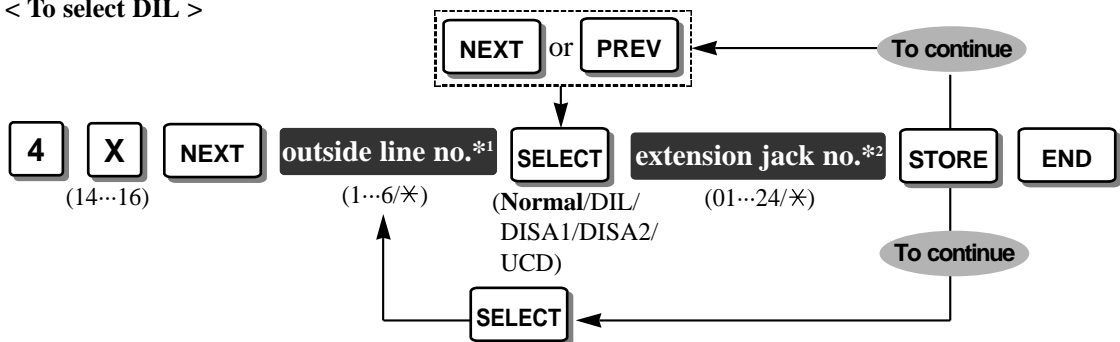 < To select DIL >
NEXT or PREV
To continue
4 X NEXT outside line no.*1 SELECT extension jack no.*2 STORE END
(14···16) (1···6/✳) (Normal/DIL/ (01···24/✳)
DISA1/DISA2/
UCD)
To continue
SELECT